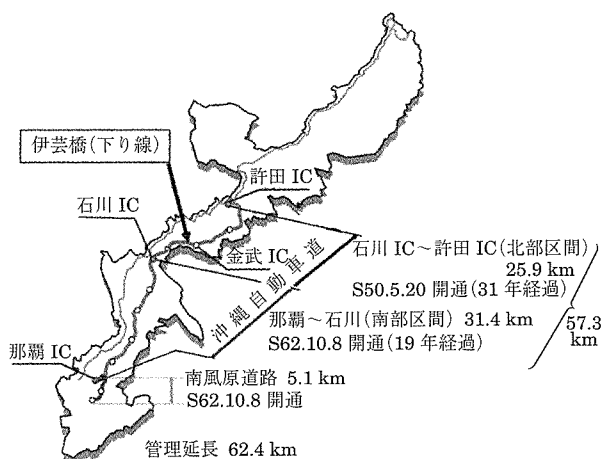 伊芸橋(下り線)
許田 IC
石川 IC
金武 IC
沖縄自動車道
石川 IC~許田 IC(北部区間)
25.9 km
S50.5.20 開通(31 年経過)
那覇~石川(南部区間) 31.4 km
S62.10.8 開通(19 年経過)
57.3
km
那覇 IC
南風原道路 5.1 km
S62.10.8 開通
管理延長 62.4 km